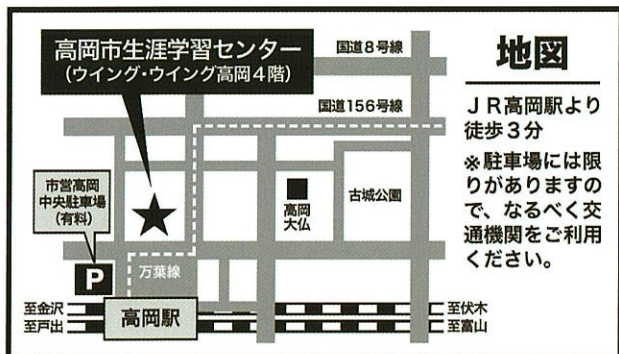 高岡市生涯学習センター
(ウイング・ウイング高岡4階)
国道8号線
国道156号線
市営高岡
中央駐車場
(有料)
P
高岡
大仏
古城公園
万葉線
至金沢
至戸出
高岡駅
至伏木
至富山
地図
JR高岡駅より
徒歩3分
※駐車場には限
りがありますの
で、なるべく交
通機関をご利用
ください。